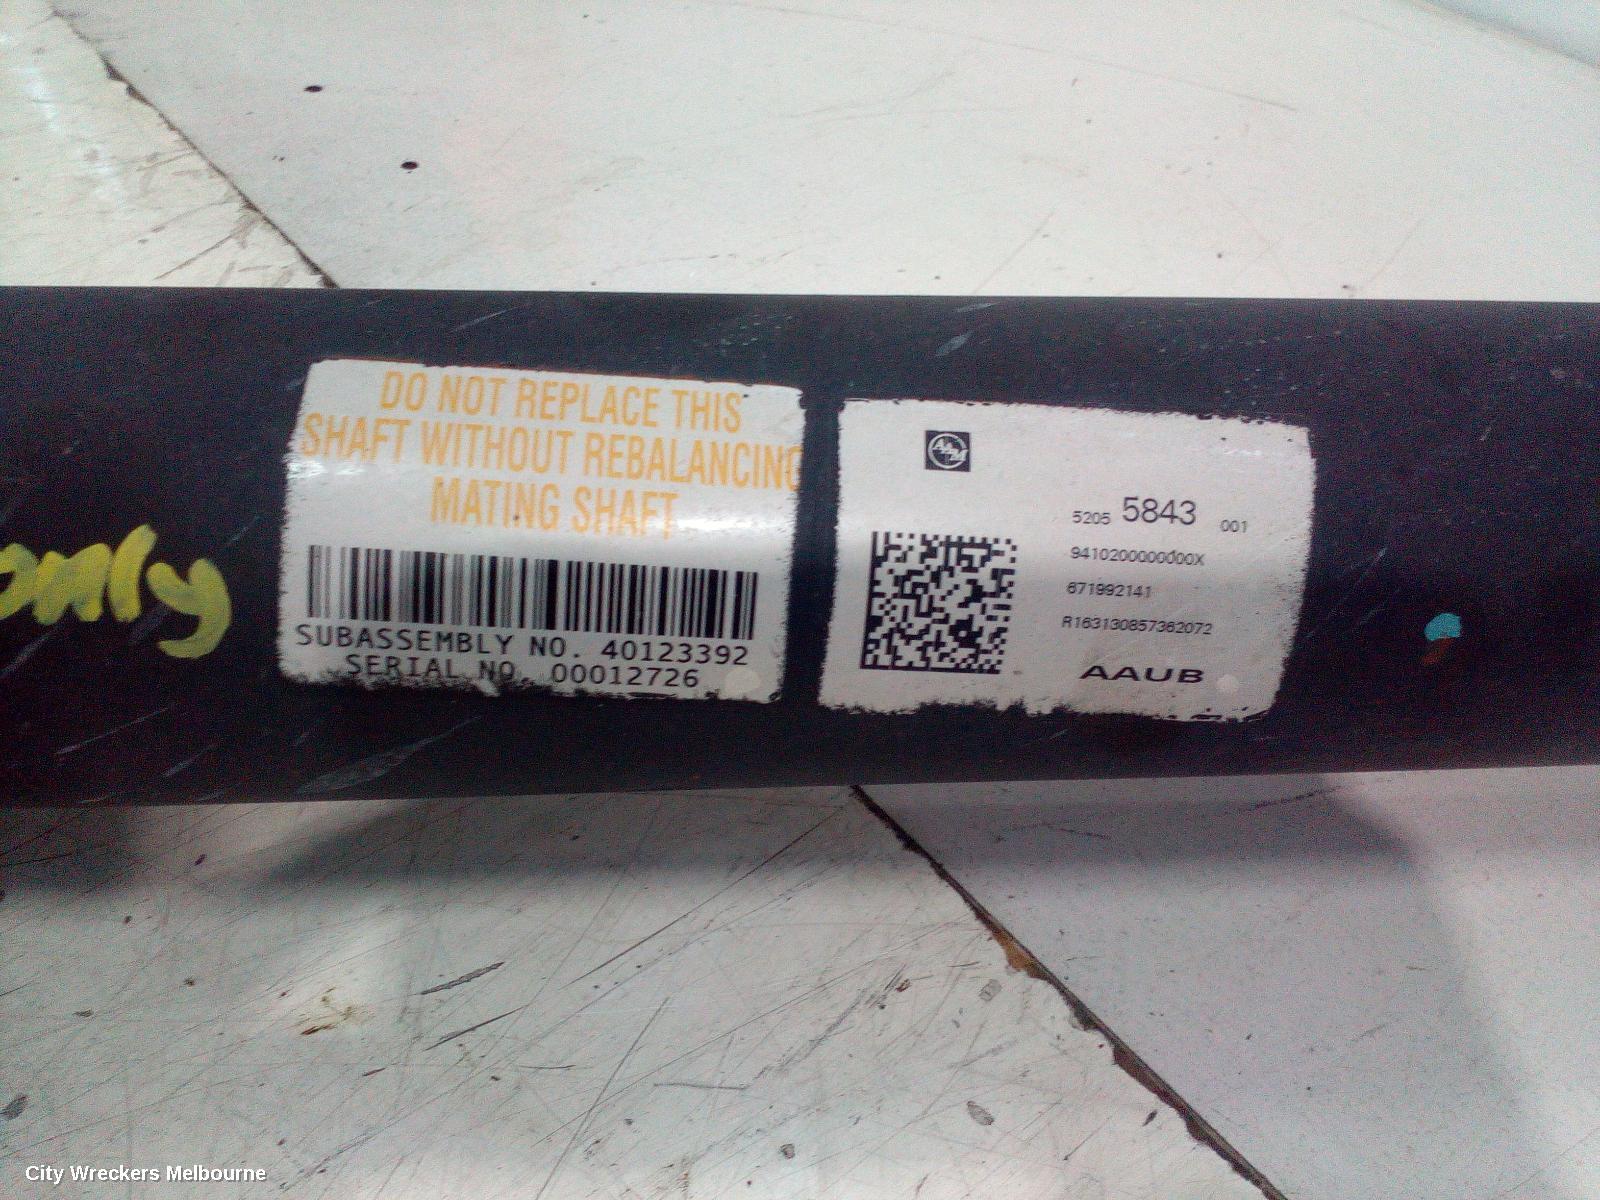 DO NOT REPLACE THIS
SHAFT WITHOUT REBALANCING
MATING SHAFT
SUBASSEMBLY NO. 40123392
SERIAL NO. 00012726
AAM
5205 5843 001
9410200000000X
671992141
R163130857362072
AAUB
City Wreckers Melbourne